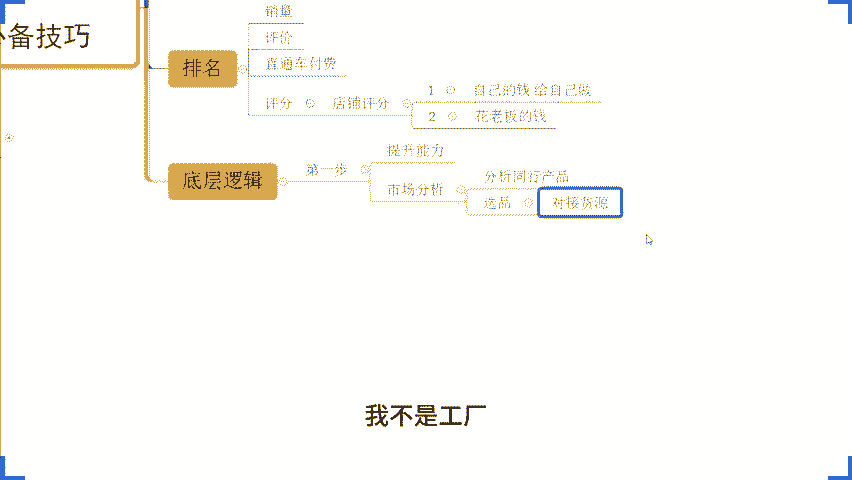 备技巧
销量
评价
排名
直通车付费
评分
店铺评分
1 自己的钱 给自己做
2 花老板的钱
底层逻辑
第一步
提升能力
市场分析
分析同行产品
选品
对接货源
我不是工厂